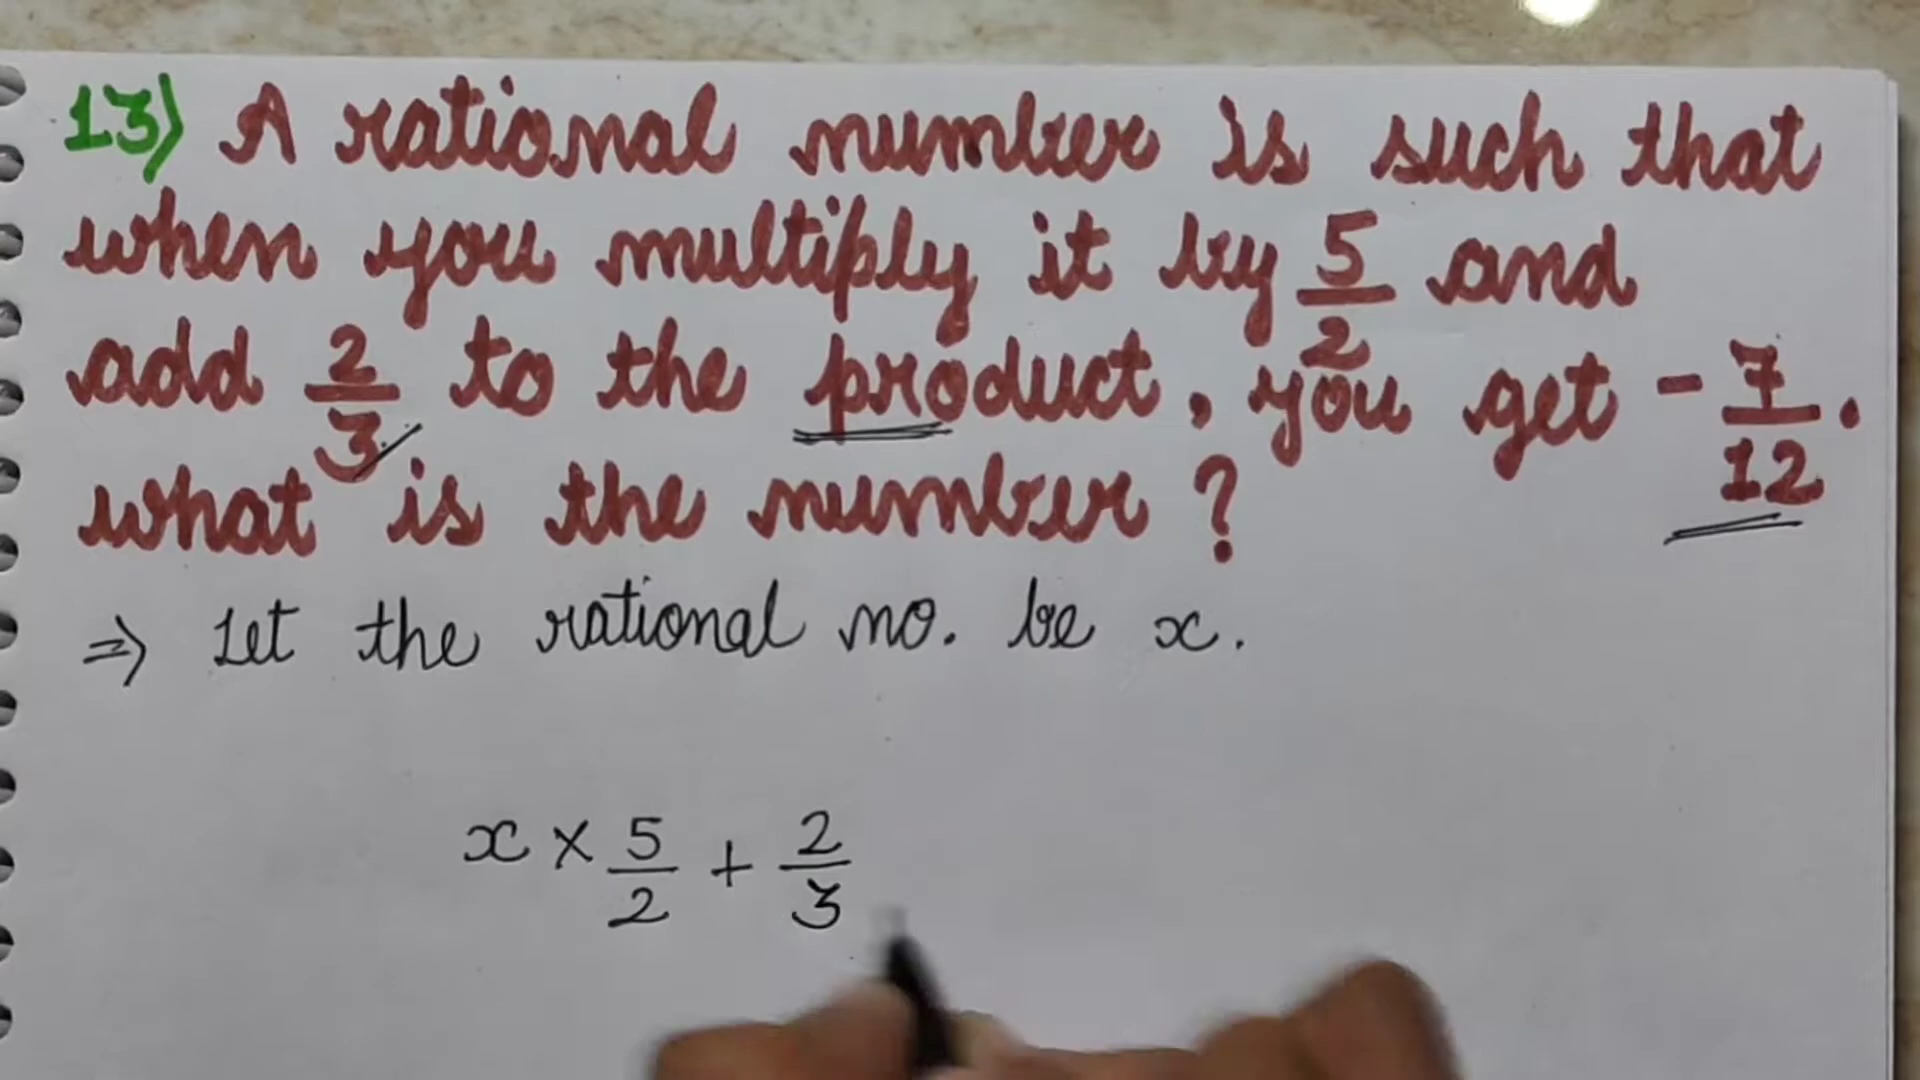 13) A rational number is such that
when you multiply it by 5/2 and
add 2/3 to the product, you get - 7/12.
what is the number?
⇒ Let the rational no. be x.
x × 5/2 + 2/3